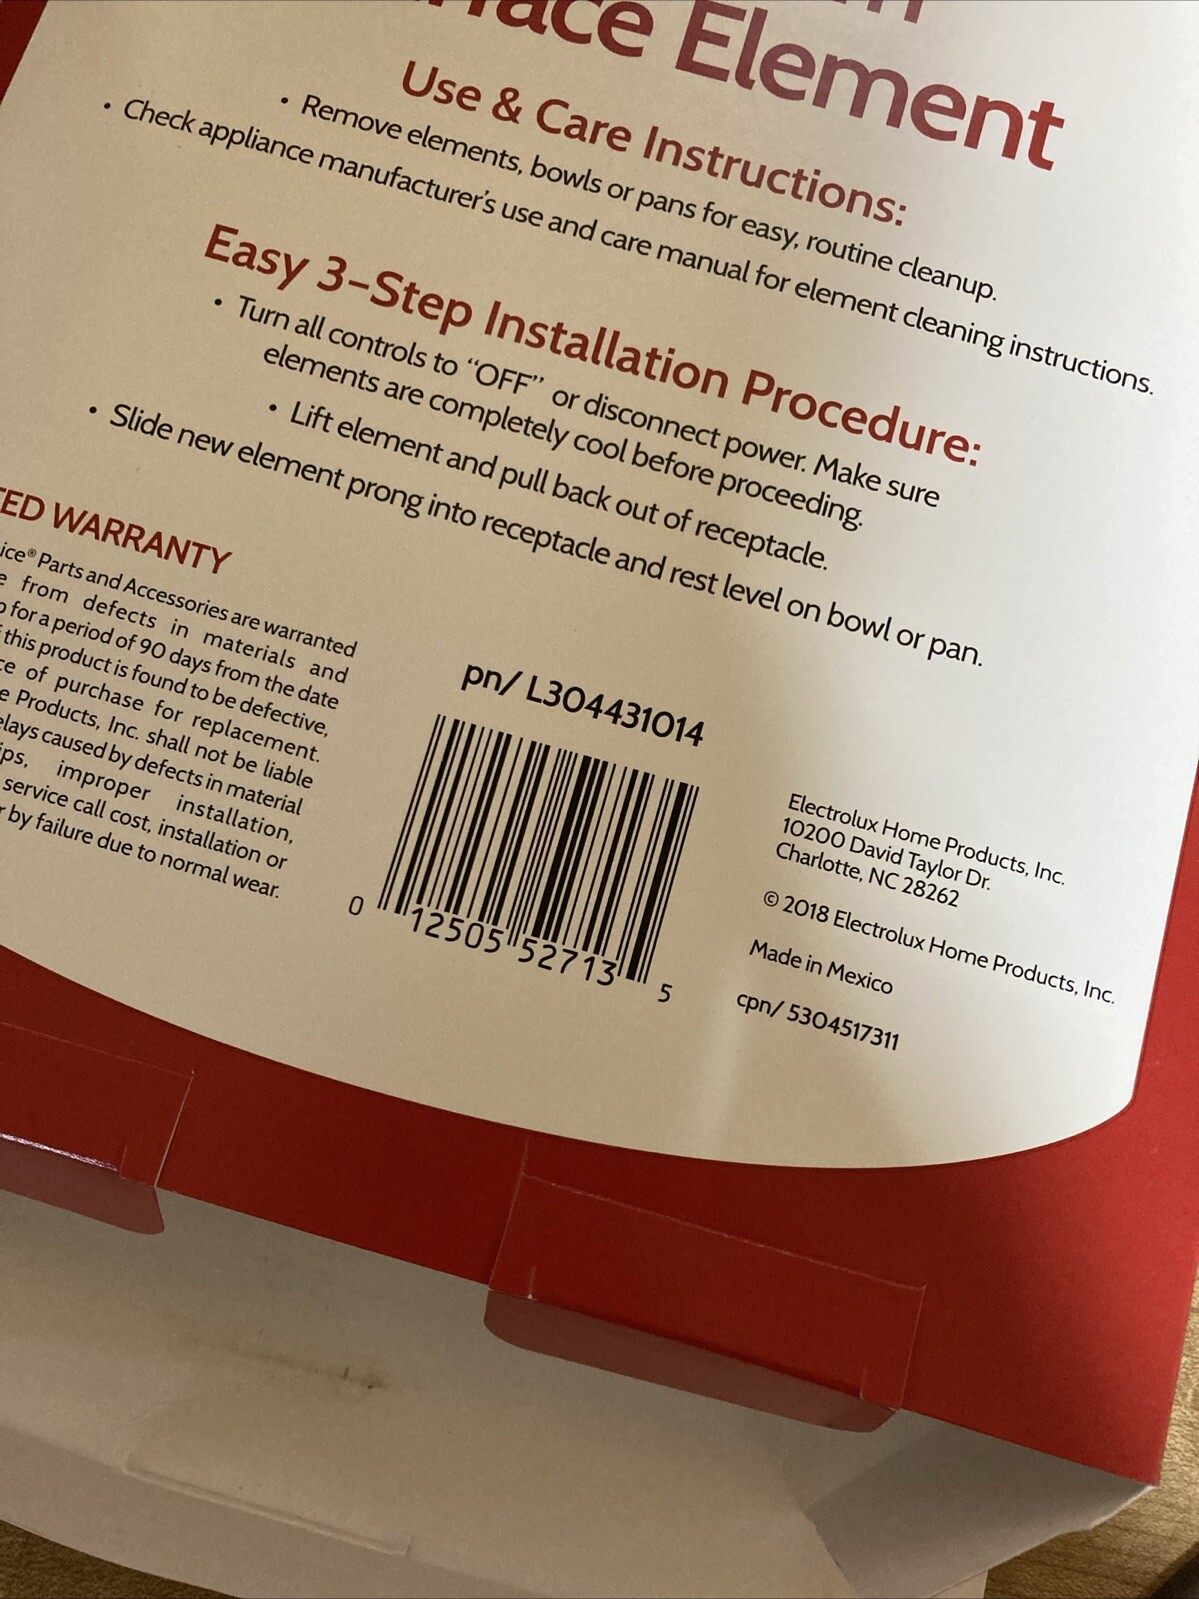 Element
Use & Care Instructions:
• Remove elements, bowls or pans for easy, routine cleanup.
• Check appliance manufacturer's use and care manual for element cleaning instructions.
Easy 3-Step Installation Procedure:
• Turn all controls to “OFF” or disconnect power. Make sure
elements are completely cool before proceeding.
• Lift element and pull back out of receptacle.
• Slide new element prong into receptacle and rest level on bowl or pan.
WARRANTY
® Parts and Accessories are warranted
from defects in materials and
for a period of 90 days from the date
this product is found to be defective,
of purchase for replacement.
Products, Inc. shall not be liable
caused by defects in material
improper installation,
service call cost, installation or
by failure due to normal wear.
pn/ L304431014
0 12505 52713 5
Electrolux Home Products, Inc.
10200 David Taylor Dr.
Charlotte, NC 28262
© 2018 Electrolux Home Products, Inc.
Made in Mexico
cpn/ 5304517311